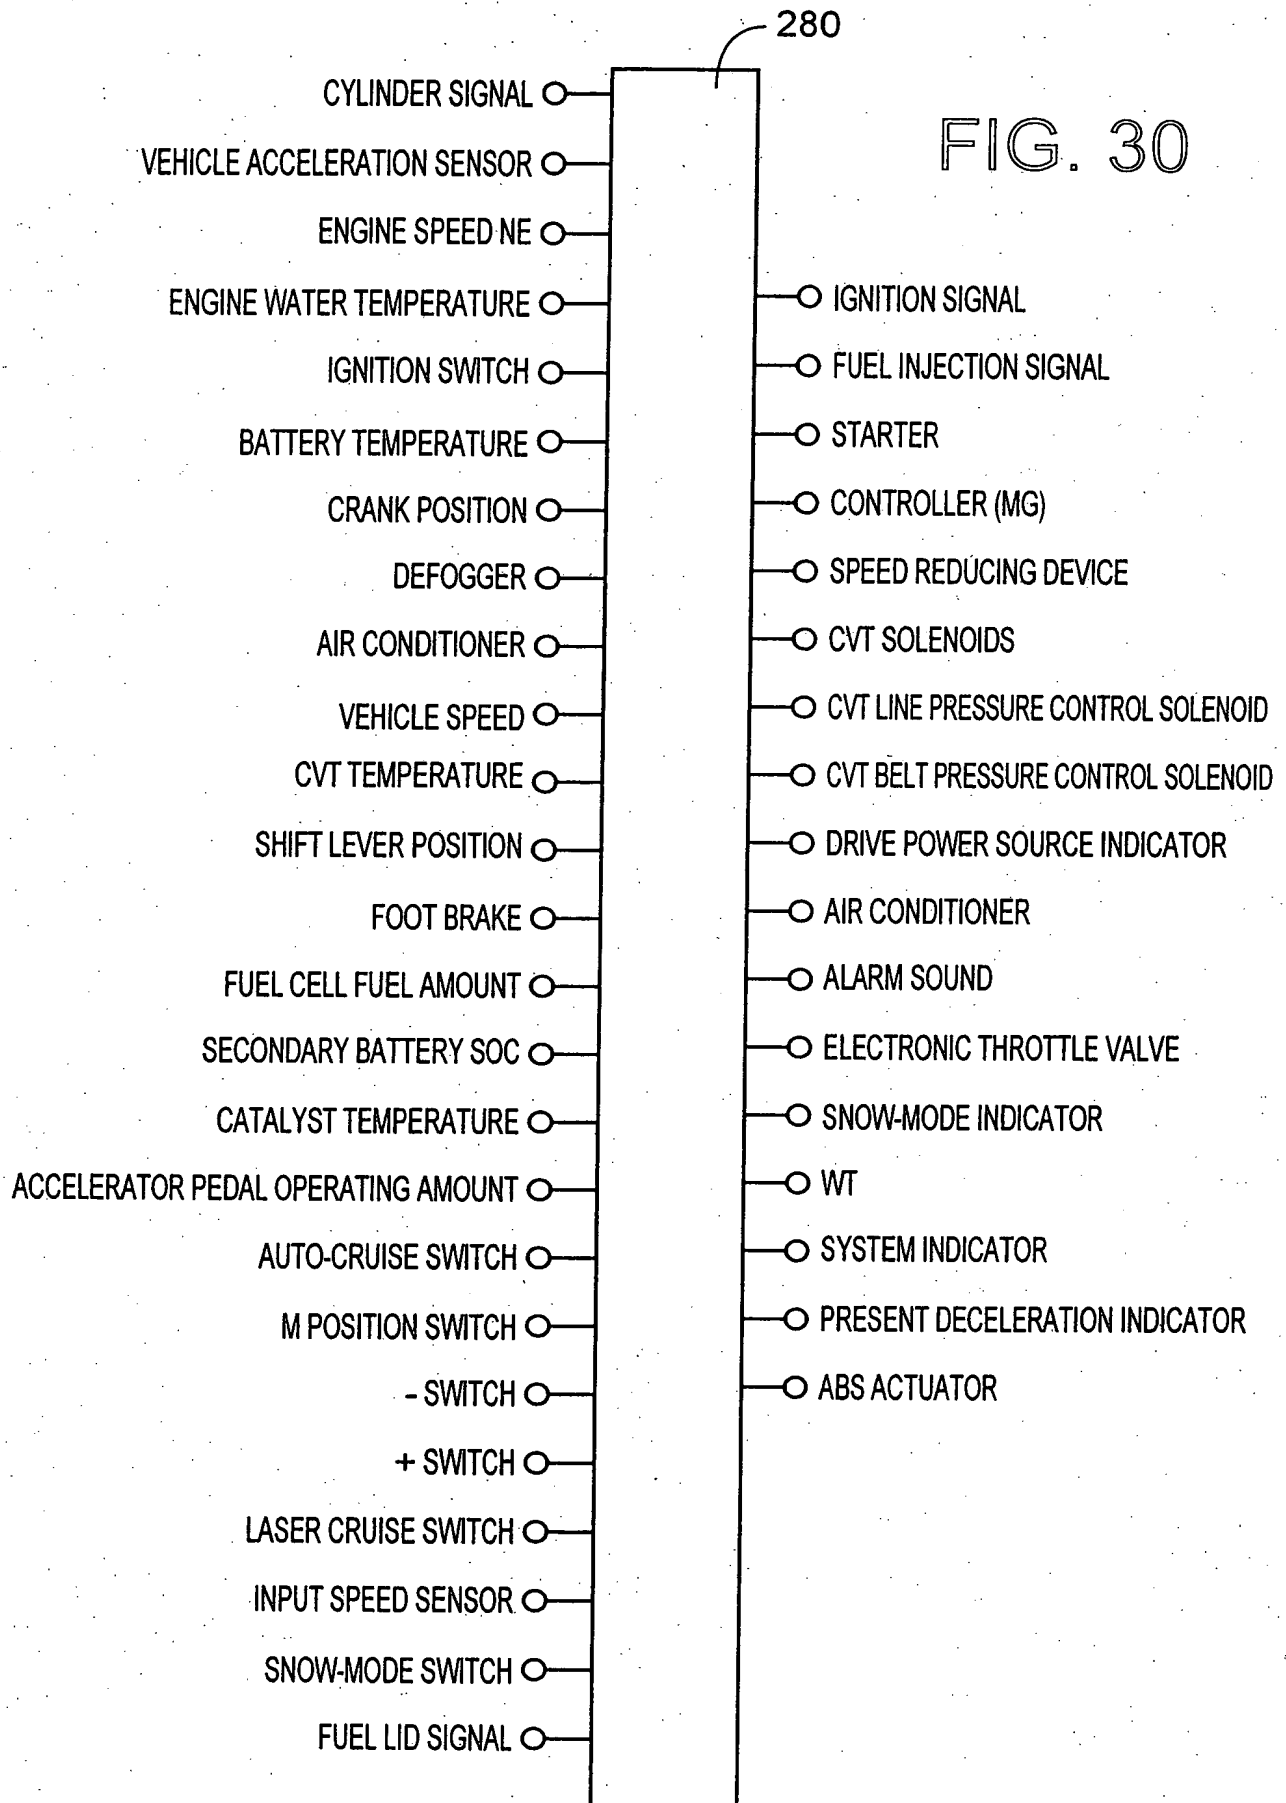 280
FIG. 30
CYLINDER SIGNAL
VEHICLE ACCELERATION SENSOR
ENGINE SPEED NE
ENGINE WATER TEMPERATURE
IGNITION SWITCH
BATTERY TEMPERATURE
CRANK POSITION
DEFOGGER
AIR CONDITIONER
VEHICLE SPEED
CVT TEMPERATURE
SHIFT LEVER POSITION
FOOT BRAKE
FUEL CELL FUEL AMOUNT
SECONDARY BATTERY SOC
CATALYST TEMPERATURE
ACCELERATOR PEDAL OPERATING AMOUNT
AUTO-CRUISE SWITCH
M POSITION SWITCH
- SWITCH
+ SWITCH
LASER CRUISE SWITCH
INPUT SPEED SENSOR
SNOW-MODE SWITCH
FUEL LID SIGNAL
IGNITION SIGNAL
FUEL INJECTION SIGNAL
STARTER
CONTROLLER (MG)
SPEED REDUCING DEVICE
CVT SOLENOIDS
CVT LINE PRESSURE CONTROL SOLENOID
CVT BELT PRESSURE CONTROL SOLENOID
DRIVE POWER SOURCE INDICATOR
AIR CONDITIONER
ALARM SOUND
ELECTRONIC THROTTLE VALVE
SNOW-MODE INDICATOR
WT
SYSTEM INDICATOR
PRESENT DECELERATION INDICATOR
ABS ACTUATOR